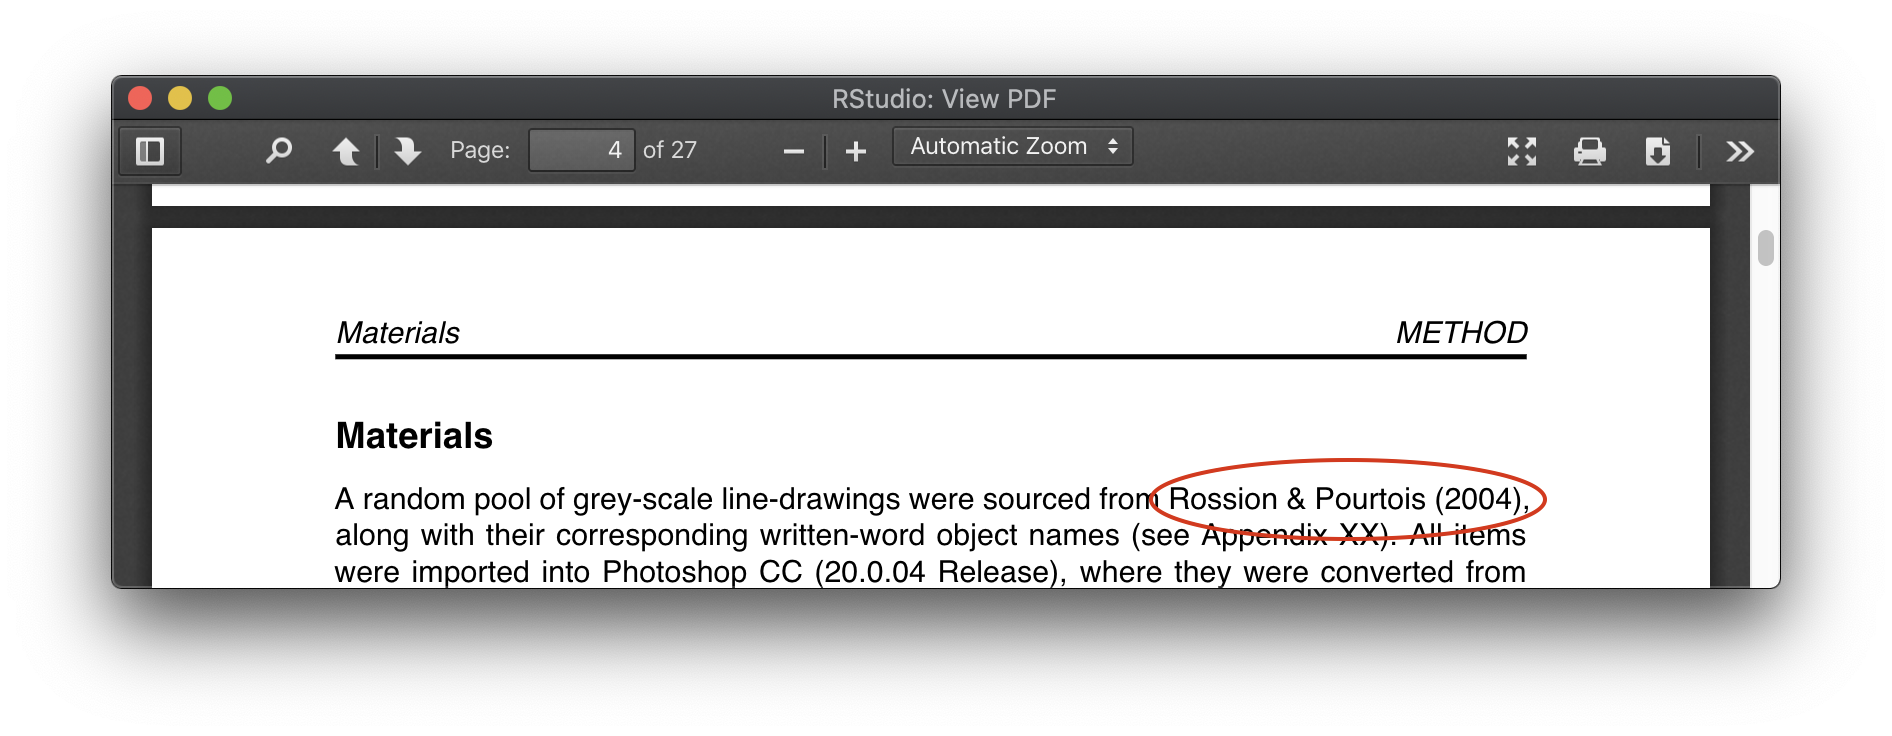 RStudio: View PDF
Page: 4 of 27 Automatic Zoom
Materials METHOD
Materials
A random pool of grey-scale line-drawings were sourced from Rossion & Pourtois (2004),
along with their corresponding written-word object names (see Appendix XX). All items
were imported into Photoshop CC (20.0.04 Release), where they were converted from